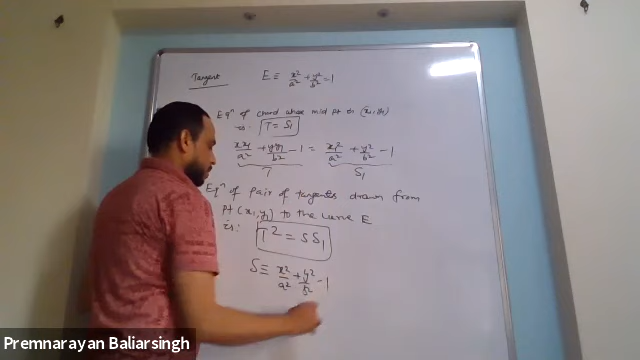 Tangent
E ≡ x²/a² + y²/b² = 1
Eqⁿ of chord whose mid pt is (x₁, y₁)
is: T = S₁
xx₁/a² + yy₁/b² - 1 = x₁²/a² + y₁²/b² - 1
T S₁
Eqⁿ of pair of tangents drawn from
pt (x₁, y₁) to the curve E
is: T² = SS₁
S ≡ x²/a² + y²/b² - 1
Premnarayan Baliarsingh